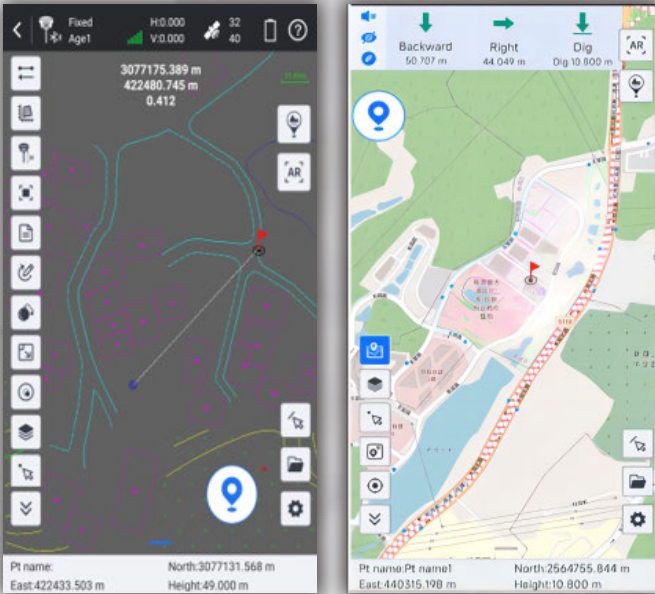 Fixed
Age1
H:0.000
V:0.000
32
40
3077175.389 m
422480.745 m
0.412
AR
Pt name:
North:3077131.568 m
East:422433.503 m
Height:49.000 m
Backward
50.707 m
Right
44.049 m
Dig
Dig:10.800 m
AR
Pt name:Pt name1
North:2564755.844 m
East:440315.198 m
Height:10.800 m